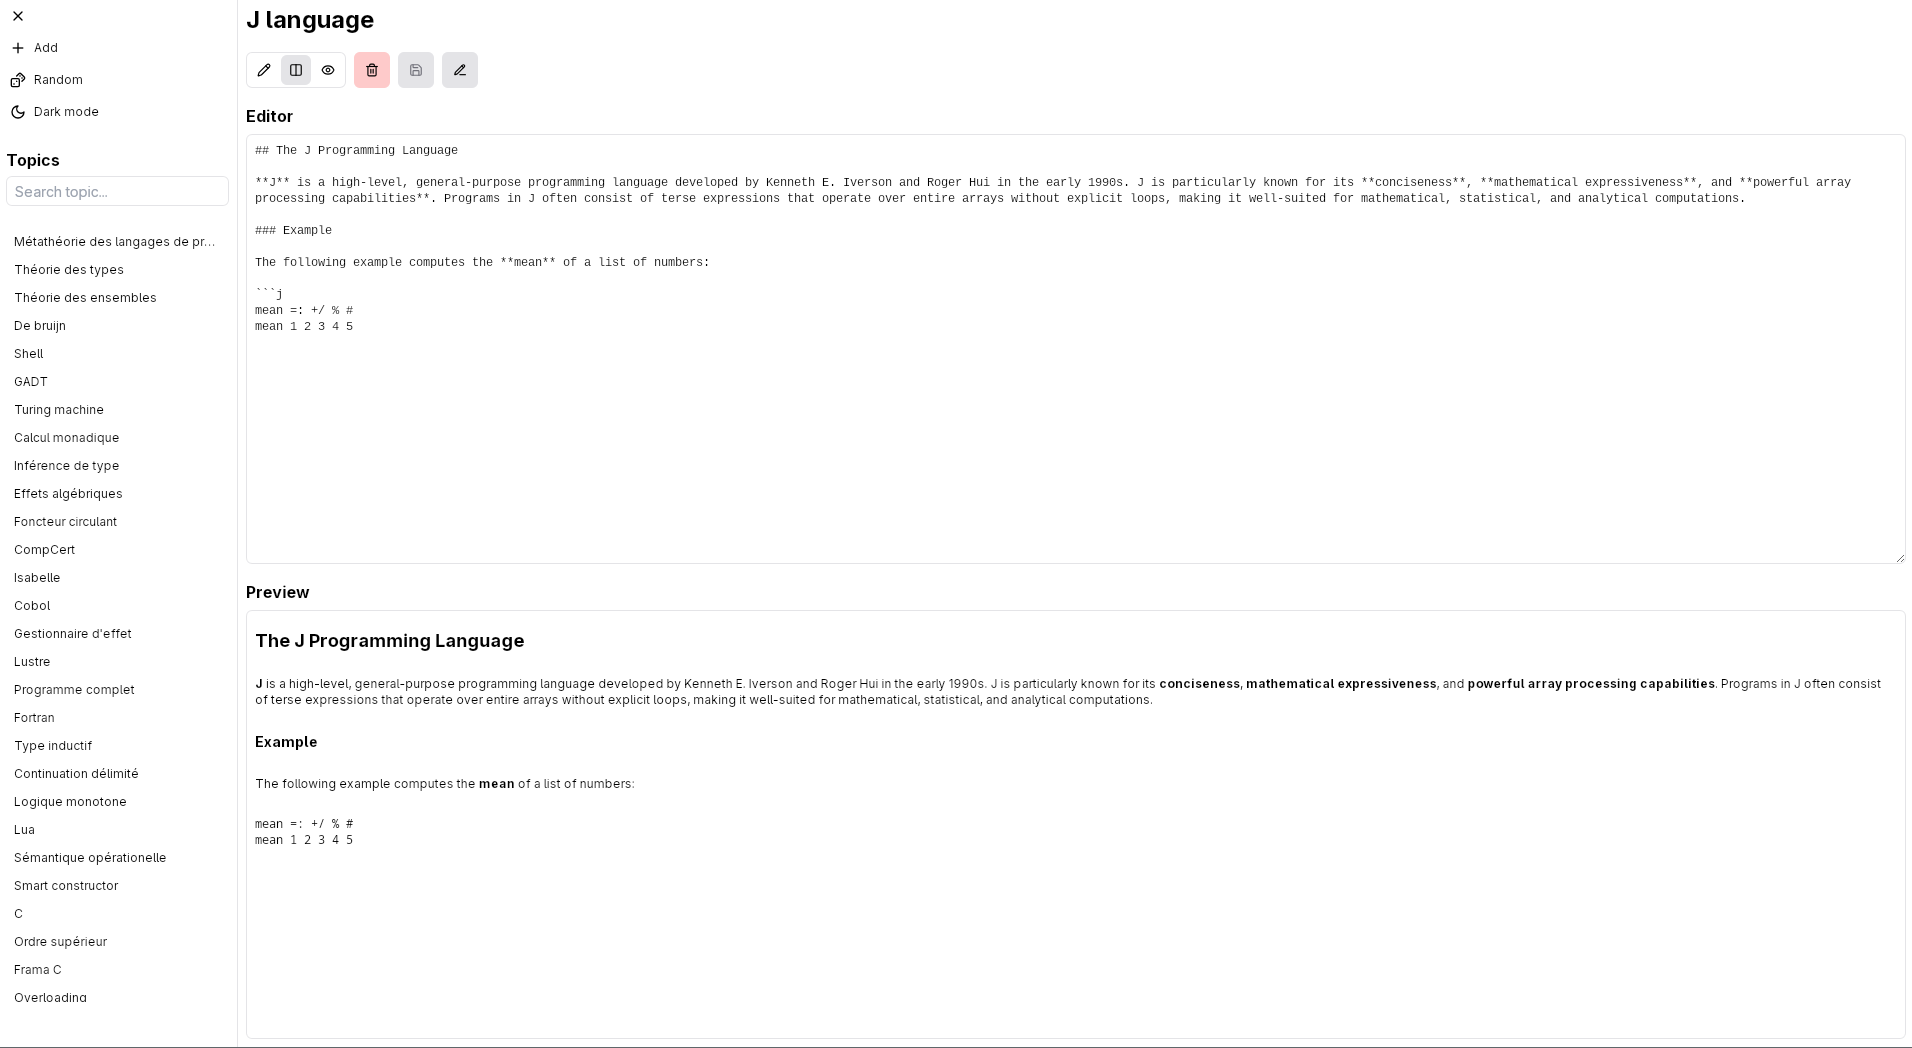 Add
Random
Dark mode
Topics
Search topic...
Métathéorie des langages de pr...
Théorie des types
Théorie des ensembles
De bruijn
Shell
GADT
Turing machine
Calcul monadique
Inférence de type
Effets algébriques
Foncteur circulant
CompCert
Isabelle
Cobol
Gestionnaire d'effet
Lustre
Programme complet
Fortran
Type inductif
Continuation délimité
Logique monotone
Lua
Sémantique opérationelle
Smart constructor
C
Ordre supérieur
Frama C
Overloading
J language
Editor
## The J Programming Language
**J** is a high-level, general-purpose programming language developed by Kenneth E. Iverson and Roger Hui in the early 1990s. J is particularly known for its **conciseness**, **mathematical expressiveness**, and **powerful array
processing capabilities**. Programs in J often consist of terse expressions that operate over entire arrays without explicit loops, making it well-suited for mathematical, statistical, and analytical computations.
### Example
The following example computes the **mean** of a list of numbers:
```j
mean =: +/ % #
mean 1 2 3 4 5
Preview
The J Programming Language
J is a high-level, general-purpose programming language developed by Kenneth E. Iverson and Roger Hui in the early 1990s. J is particularly known for its conciseness, mathematical expressiveness, and powerful array processing capabilities. Programs in J often consist
of terse expressions that operate over entire arrays without explicit loops, making it well-suited for mathematical, statistical, and analytical computations.
Example
The following example computes the mean of a list of numbers:
mean =: +/ % #
mean 1 2 3 4 5